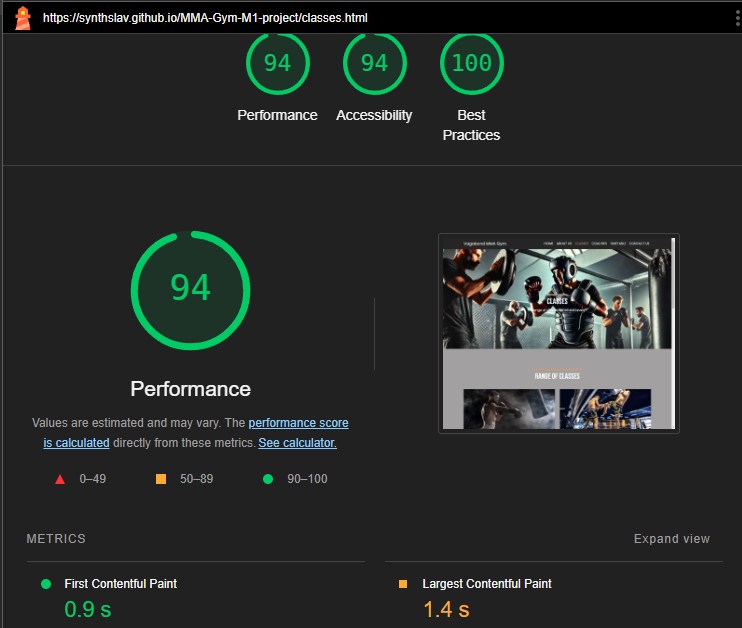 https://synthslav.github.io/MMA-Gym-M1-project/classes.html
94 94 100
Performance Accessibility Best
Practices
94
Performance
Values are estimated and may vary. The performance score
is calculated directly from these metrics. See calculator.
0–49 50–89 90–100
Vagabond MMA Gym HOME ABOUT US CLASSES COACHES TIMETABLE CONTACT US
CLASSES
RANGE OF CLASSES
METRICS Expand view
First Contentful Paint Largest Contentful Paint
0.9 s 1.4 s